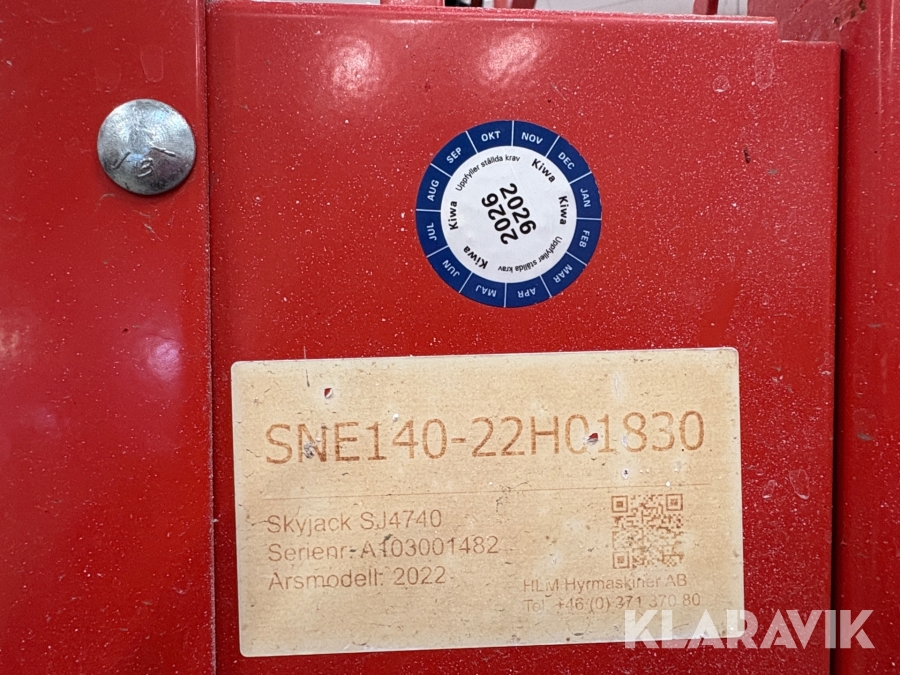 OKT NOV DEC JAN FEB MAR APR MAJ JUN JUL AUG SEP
Uppfyller ställda krav Kiwa
Kiwa Uppfyller ställda krav
Kiwa Kiwa
2026
2026
SNE140-22H01830
Skyjack SJ4740
Serienr: A103001482
Årsmodell: 2022
HLM Hyrmaskiner AB
Tel. +46 (0) 371 370 80
KLARAVIK